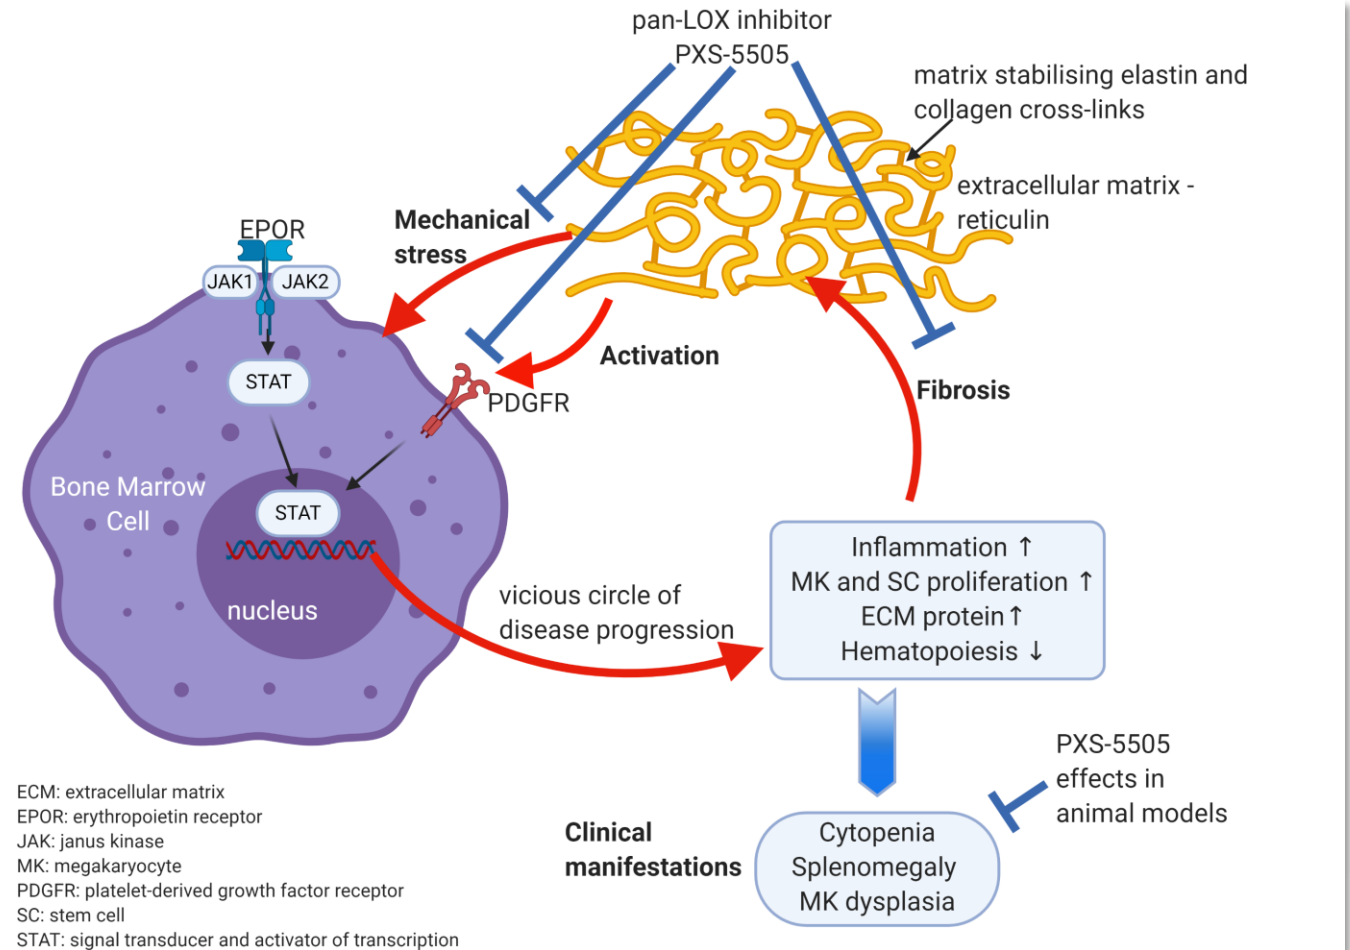 pan-LOX inhibitor
PXS-5505
matrix stabilising elastin and
collagen cross-links
extracellular matrix -
reticulin
Mechanical
stress
EPOR
JAK1
JAK2
STAT
Activation
PDGFR
Fibrosis
Bone Marrow
Cell
STAT
nucleus
vicious circle of
disease progression
Inflammation ↑
MK and SC proliferation ↑
ECM protein↑
Hematopoiesis ↓
PXS-5505
effects in
animal models
Clinical
manifestations
Cytopenia
Splenomegaly
MK dysplasia
ECM: extracellular matrix
EPOR: erythropoietin receptor
JAK: janus kinase
MK: megakaryocyte
PDGFR: platelet-derived growth factor receptor
SC: stem cell
STAT: signal transducer and activator of transcription